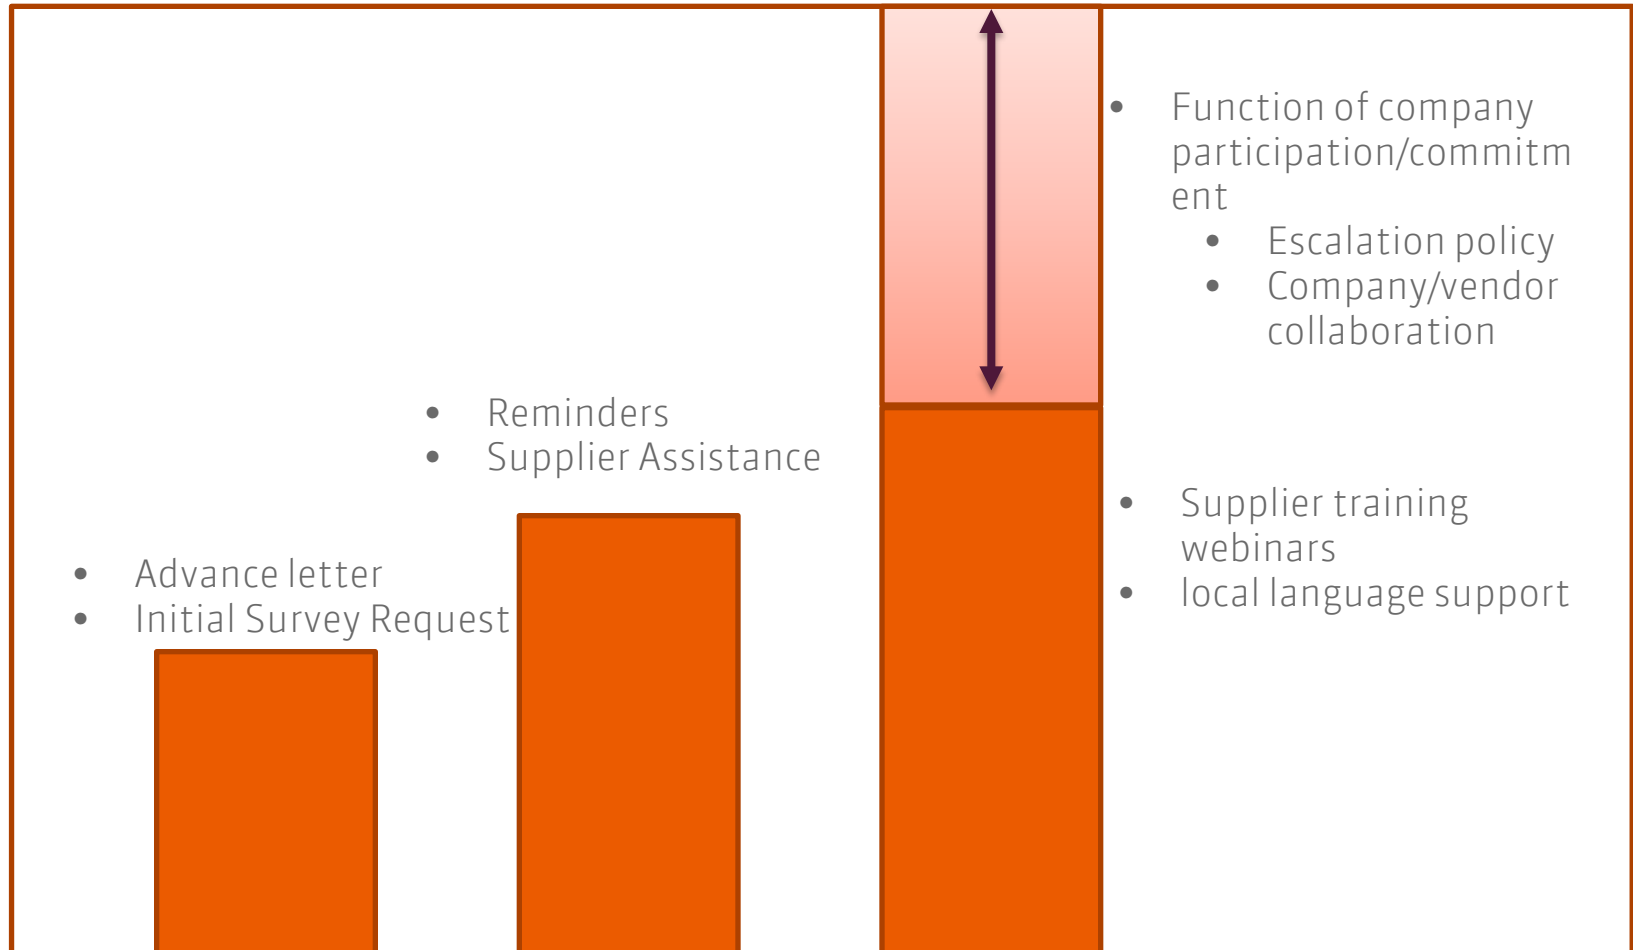 • Function of company
participation/commitm
ent
• Escalation policy
• Company/vendor
collaboration
• Reminders
• Supplier Assistance
• Supplier training
webinars
• local language support
• Advance letter
• Initial Survey Request